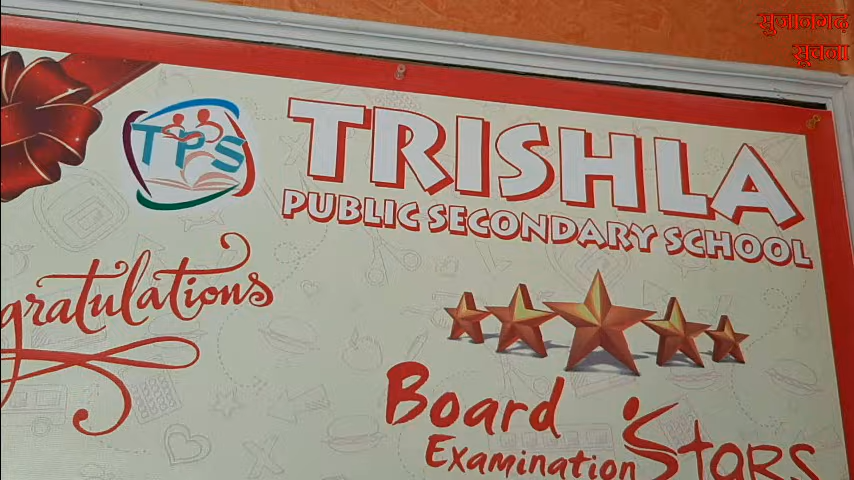 सुजानगढ़
सूचना
TPS
TRISHLA
PUBLIC SECONDARY SCHOOL
gratulations
Board
Examination STARS